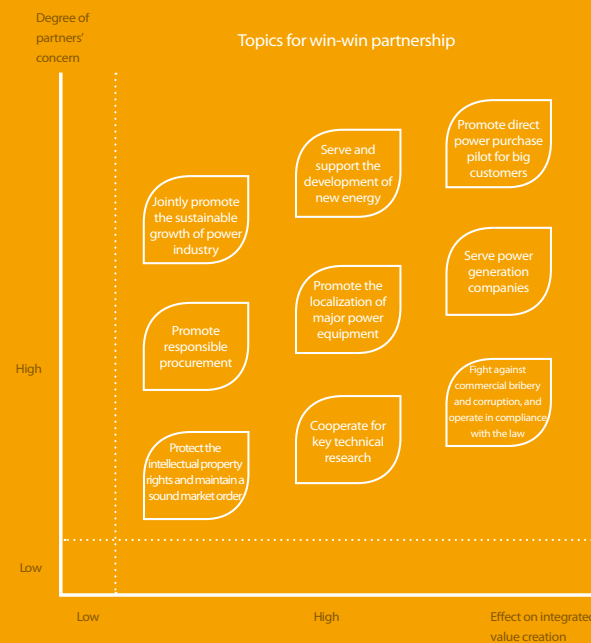 Degree of
partners'
concern
Topics for win-win partnership
Promote direct
power purchase
pilot for big
customers
Serve and
support the
development of
new energy
Jointly promote
the sustainable
growth of power
industry
Serve power
generation
companies
Promote the
localization of
major power
equipment
Promote
responsible
procurement
High
Fight against
commercial bribery
and corruption, and
operate in compliance
with the law
Cooperate for
key technical
research
Protect the
intellectual property
rights and maintain a
sound market order
Low
Low
High
Effect on integrated
value creation